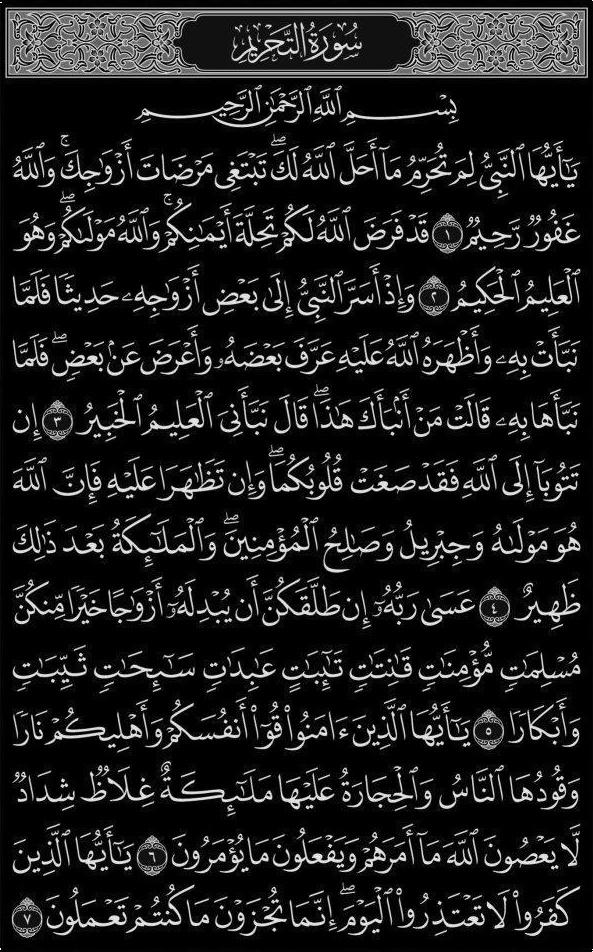 سُورَةُ التَّحْرِيمِ
بِسْمِ ٱللَّهِ ٱلرَّحْمَٰنِ ٱلرَّحِيمِ
يَٰٓأَيُّهَا ٱلنَّبِيُّ لِمَ تُحَرِّمُ مَآ أَحَلَّ ٱللَّهُ لَكَۖ تَبْتَغِي مَرْضَاتَ أَزْوَٰجِكَۚ وَٱللَّهُ
غَفُورٌ رَّحِيمٌ ١ قَدْ فَرَضَ ٱللَّهُ لَكُمْ تَحِلَّةَ أَيْمَٰنِكُمْۚ وَٱللَّهُ مَوْلَىٰكُمْۖ وَهُوَ
ٱلْعَلِيمُ ٱلْحَكِيمُ ٢ وَإِذْ أَسَرَّ ٱلنَّبِيُّ إِلَىٰ بَعْضِ أَزْوَٰجِهِۦ حَدِيثًا فَلَمَّا
نَبَّأَتْ بِهِۦ وَأَظْهَرَهُ ٱللَّهُ عَلَيْهِ عَرَّفَ بَعْضَهُۥ وَأَعْرَضَ عَنۢ بَعْضٖۖ فَلَمَّا
نَبَّأَهَا بِهِۦ قَالَتْ مَنْ أَنۢبَأَكَ هَٰذَاۖ قَالَ نَبَّأَنِيَ ٱلْعَلِيمُ ٱلْخَبِيرُ ٣ إِن
تَتُوبَآ إِلَى ٱللَّهِ فَقَدْ صَغَتْ قُلُوبُكُمَاۖ وَإِن تَظَٰهَرَا عَلَيْهِ فَإِنَّ ٱللَّهَ
هُوَ مَوْلَىٰهُ وَجِبْرِيلُ وَصَٰلِحُ ٱلْمُؤْمِنِينَۖ وَٱلْمَلَٰٓئِكَةُ بَعْدَ ذَٰلِكَ
ظَهِيرٌ ٤ عَسَىٰ رَبُّهُۥٓ إِن طَلَّقَكُنَّ أَن يُبْدِلَهُۥٓ أَزْوَٰجًا خَيْرًا مِّنكُنَّ
مُسْلِمَٰتٍ مُّؤْمِنَٰتٍ قَٰنِتَٰتٍ تَٰٓئِبَٰتٍ عَٰبِدَٰتٍ سَٰٓئِحَٰتٍ ثَيِّبَٰتٍ
وَأَبْكَارًا ٥ يَٰٓأَيُّهَا ٱلَّذِينَ ءَامَنُوا۟ قُوٓا۟ أَنفُسَكُمْ وَأَهْلِيكُمْ نَارًا
وَقُودُهَا ٱلنَّاسُ وَٱلْحِجَارَةُ عَلَيْهَا مَلَٰٓئِكَةٌ غِلَاظٌ شِدَادٌ
لَّا يَعْصُونَ ٱللَّهَ مَآ أَمَرَهُمْ وَيَفْعَلُونَ مَا يُؤْمَرُونَ ٦ يَٰٓأَيُّهَا ٱلَّذِينَ
كَفَرُوا۟ لَا تَعْتَذِرُوا۟ ٱلْيَوْمَۖ إِنَّمَا تُجْزَوْنَ مَا كُنتُمْ تَعْمَلُونَ ٧